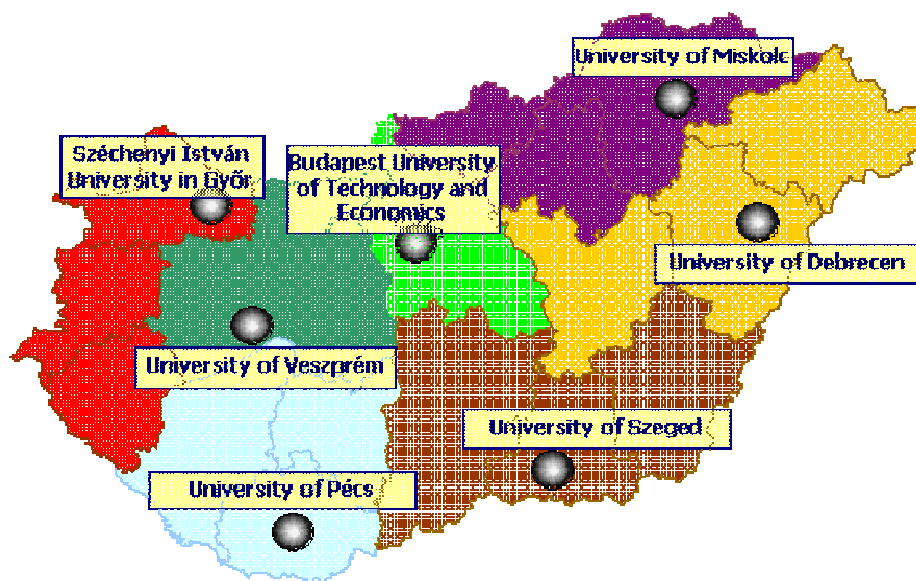 University of Miskolc
Széchenyi István
University in Győr
Budapest University
of Technology and
Economics
University of Debrecen
University of Veszprém
University of Szeged
University of Pécs